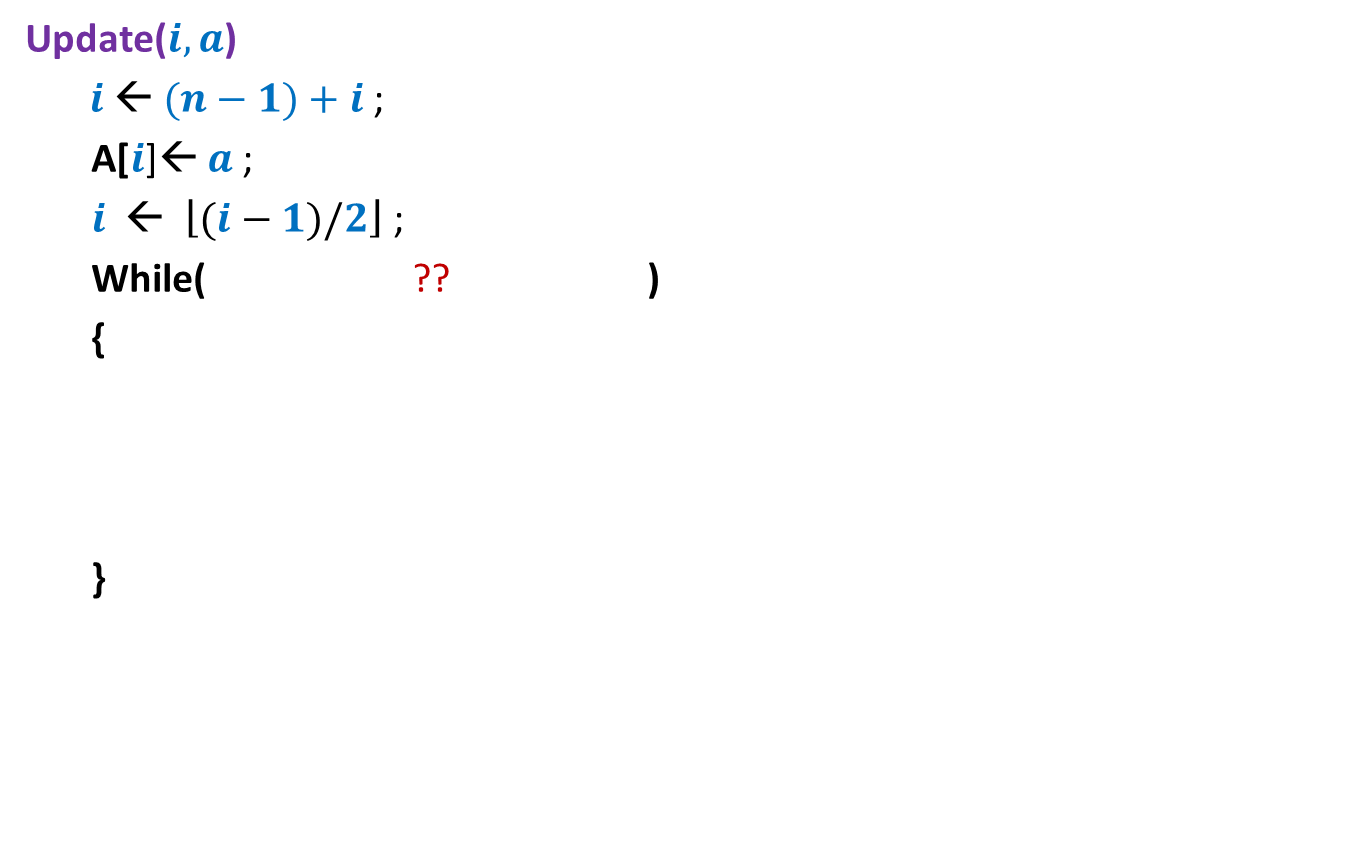 Update(i, a)
i ← (n − 1) + i ;
A[i]← a ;
i ← ⌊(i − 1)/2⌋ ;
While( ?? )
{
}